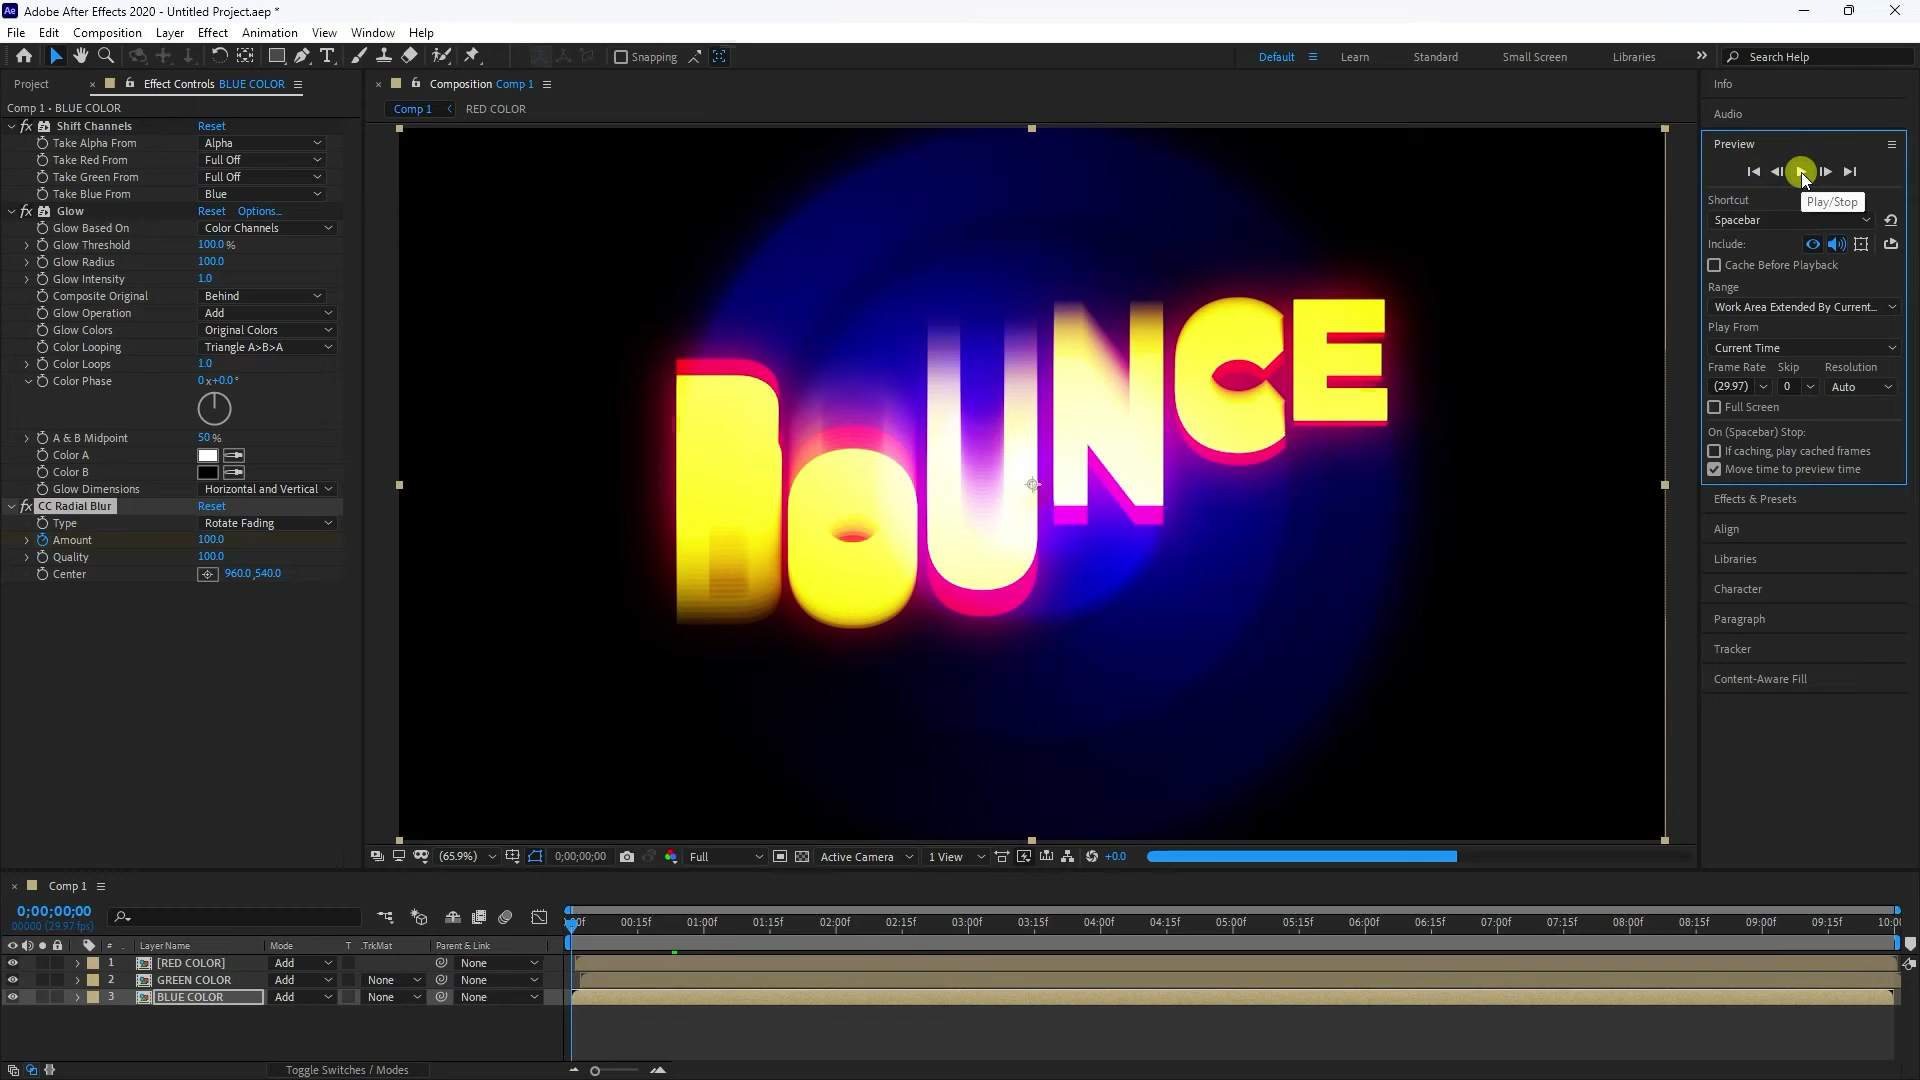 Adobe After Effects 2020 - Untitled Project.aep *
File Edit Composition Layer Effect Animation View Window Help
Snapping Default Learn Standard Small Screen Libraries Search Help
Project Effect Controls BLUE COLOR
Comp 1 • BLUE COLOR
fx Shift Channels Reset
Take Alpha From Alpha
Take Red From Full Off
Take Green From Full Off
Take Blue From Blue
fx Glow Reset Options...
Glow Based On Color Channels
Glow Threshold 100.0 %
Glow Radius 100.0
Glow Intensity 1.0
Composite Original Behind
Glow Operation Add
Glow Colors Original Colors
Color Looping Triangle A>B>A
Color Loops 1.0
Color Phase 0x+0.0°
A & B Midpoint 50 %
Color A
Color B
Glow Dimensions Horizontal and Vertical
fx CC Radial Blur Reset
Type Rotate Fading
Amount 100.0
Quality 100.0
Center 960.0,540.0
Composition Comp 1
Comp 1 RED COLOR
BOUNCE
(65.9%) 0;00;00;00 Full Active Camera 1 View +0.0
Info
Audio
Preview
Play/Stop
Shortcut
Spacebar
Include:
Cache Before Playback
Range
Work Area Extended By Current...
Play From
Current Time
Frame Rate Skip Resolution
(29.97) 0 Auto
Full Screen
On (Spacebar) Stop:
If caching, play cached frames
Move time to preview time
Effects & Presets
Align
Libraries
Character
Paragraph
Tracker
Content-Aware Fill
Comp 1
0;00;00;00
00000 (29.97 fps)
00:15f 01:00f 01:15f 02:00f 02:15f 03:00f 03:15f 04:00f 04:15f 05:00f 05:15f 06:00f 06:15f 07:00f 07:15f 08:00f 08:15f 09:00f 09:15f
# Layer Name Mode T .TrkMat Parent & Link
1 [RED COLOR] Add None
2 GREEN COLOR Add None None
3 BLUE COLOR Add None None
Toggle Switches / Modes